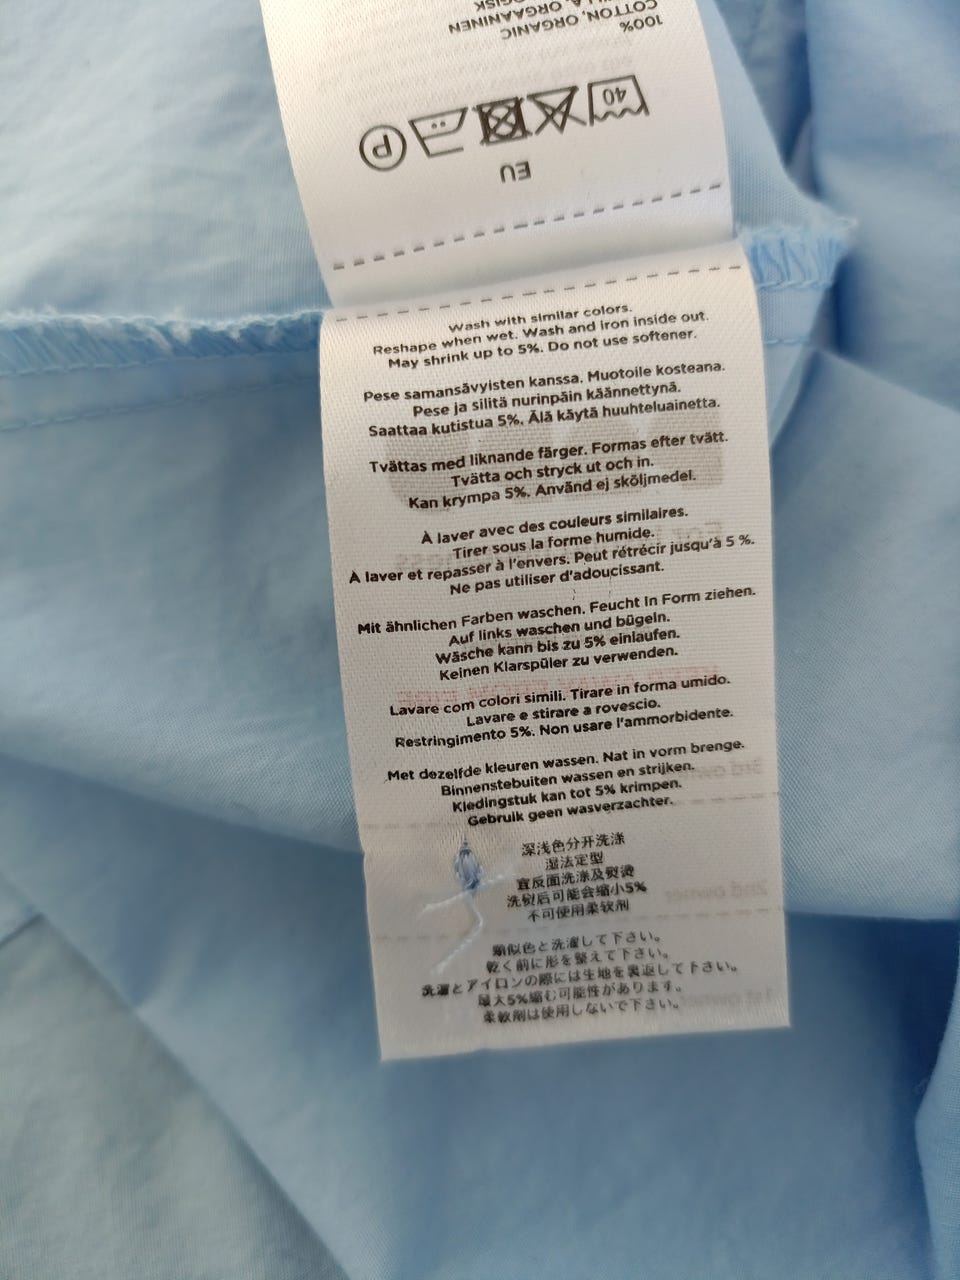 GISK
COTTON, ORGAANINEN
100% COTTON, ORGANIC
40
P
EU
Wash with similar colors.
Reshape when wet. Wash and iron inside out.
May shrink up to 5%. Do not use softener.
Pese samansävyisten kanssa. Muotoile kosteana.
Pese ja silitä nurinpäin käännettynä.
Saattaa kutistua 5%. Älä käytä huuhteluainetta.
Tvättas med liknande färger. Formas efter tvätt.
Tvätta och stryck ut och in.
Kan krympa 5%. Använd ej sköljmedel.
À laver avec des couleurs similaires.
Tirer sous la forme humide.
À laver et repasser à l'envers. Peut rétrécir jusqu'à 5 %.
Ne pas utiliser d'adoucissant.
Mit ähnlichen Farben waschen. Feucht in Form ziehen.
Auf links waschen und bügeln.
Wäsche kann bis zu 5% einlaufen.
Keinen Klarspüler zu verwenden.
Lavare com colori simili. Tirare in forma umido.
Lavare e stirare a rovescio.
Restringimento 5%. Non usare l'ammorbidente.
Met dezelfde kleuren wassen. Nat in vorm brenge.
Binnenstebuiten wassen en strijken.
Kledingstuk kan tot 5% krimpen.
Gebruik geen wasverzachter.
深浅色分开洗涤
湿法定型
宜反面洗涤及熨烫
洗熨后可能会缩小5%
不可使用柔软剂
類似色と洗濯して下さい。
乾く前に形を整えて下さい。
洗濯とアイロンの際には生地を裏返して下さい。
最大5%縮む可能性があります。
柔軟剤は使用しないで下さい。
3rd owner
2nd owner
1st owner